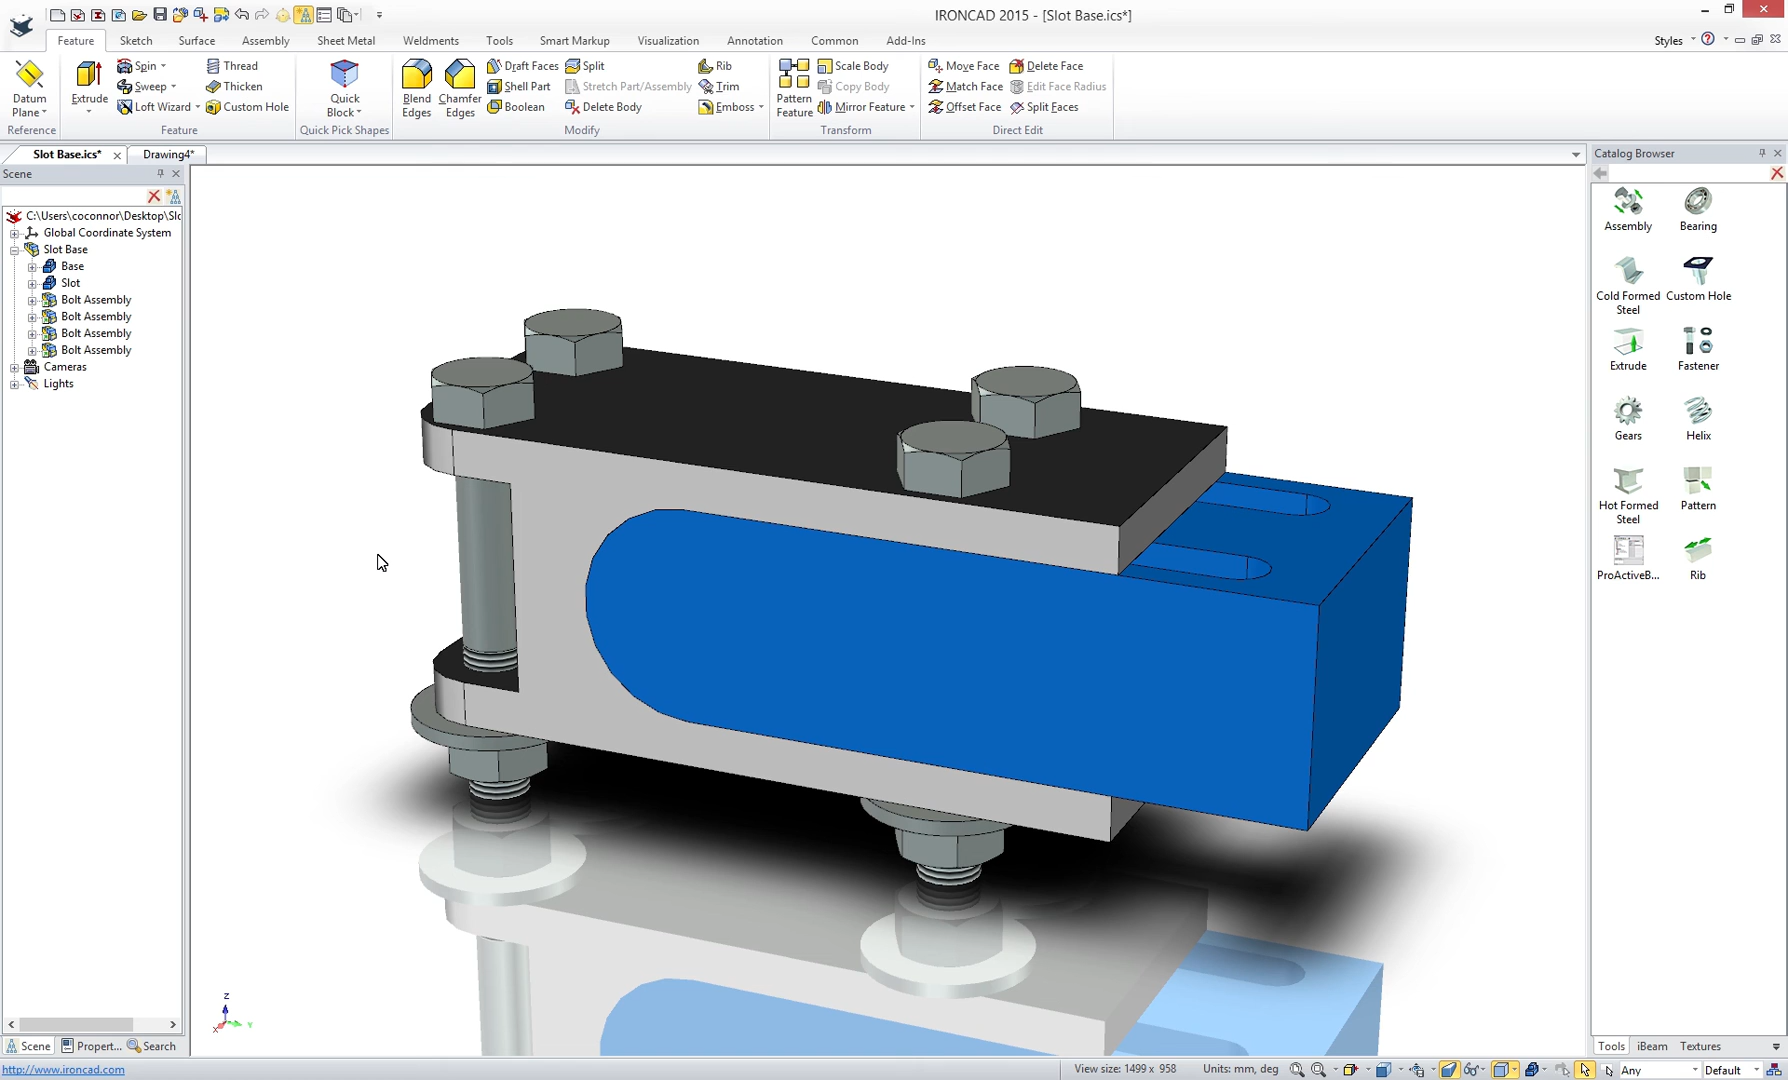 IRONCAD 2015 - [Slot Base.ics*]
Feature Sketch Surface Assembly Sheet Metal Weldments Tools Smart Markup Visualization Annotation Common Add-Ins Styles
Spin Thread Draft Faces Split Rib Scale Body Move Face Delete Face
Sweep Thicken Shell Part Stretch Part/Assembly Trim Copy Body Match Face Edit Face Radius
Datum Plane Extrude Loft Wizard Custom Hole Quick Block Blend Edges Chamfer Edges Boolean Delete Body Emboss Pattern Feature Mirror Feature Offset Face Split Faces
Reference Feature Quick Pick Shapes Modify Transform Direct Edit
Slot Base.ics* Drawing4*
Scene
C:\Users\coconnor\Desktop\Slo
Global Coordinate System
Slot Base
Base
Slot
Bolt Assembly
Bolt Assembly
Bolt Assembly
Bolt Assembly
Cameras
Lights
Scene Propert... Search
Z
X
Y
Catalog Browser
Assembly Bearing
Cold Formed Steel Custom Hole
Extrude Fastener
Gears Helix
Hot Formed Steel Pattern
ProActiveB... Rib
Tools iBeam Textures
http://www.ironcad.com
View size: 1499 x 958 Units: mm, deg Any Default